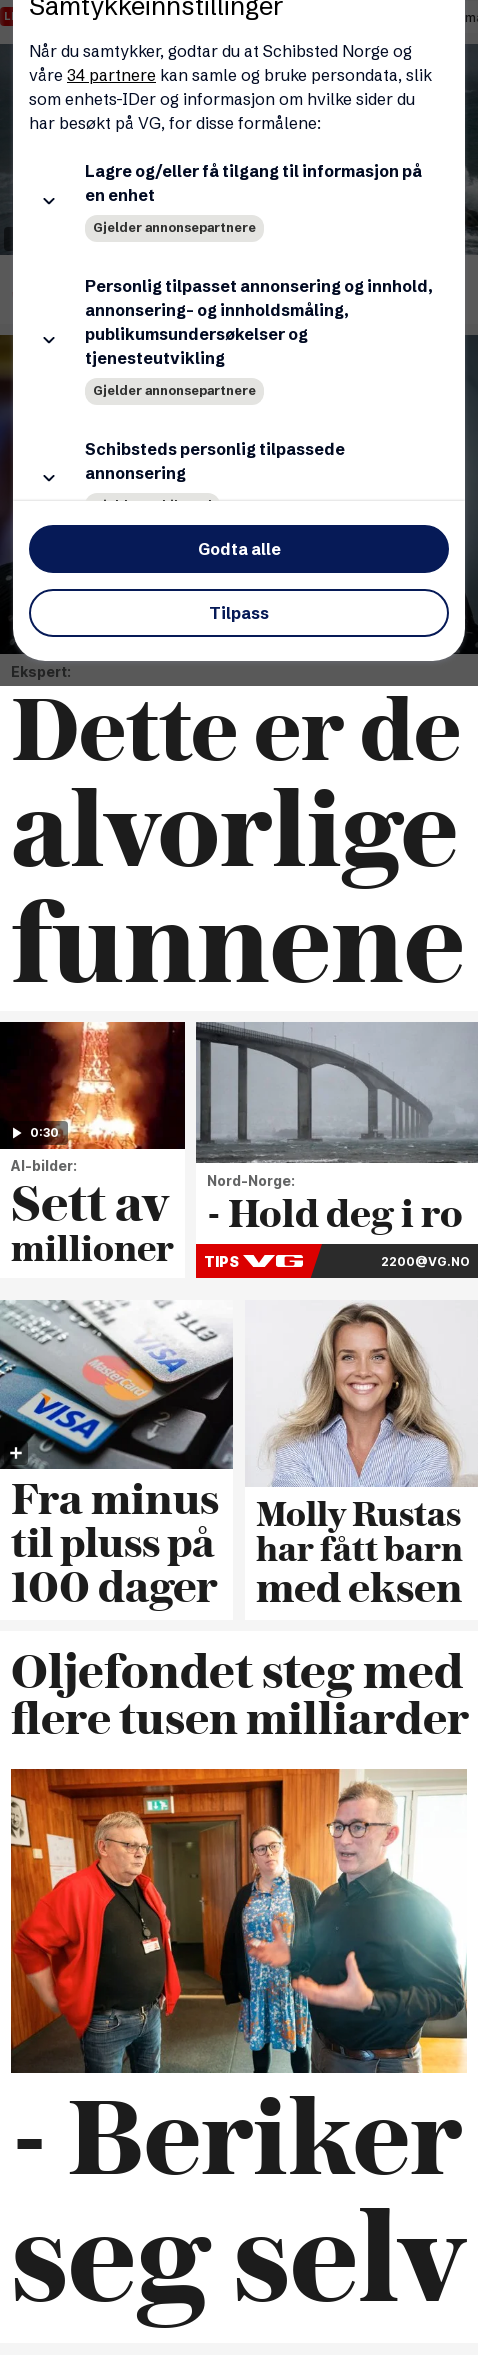 Samtykkeinnstillinger
Når du samtykker, godtar du at Schibsted Norge og
våre 34 partnere kan samle og bruke persondata, slik
som enhets-IDer og informasjon om hvilke sider du
har besøkt på VG, for disse formålene:
Lagre og/eller få tilgang til informasjon på
en enhet
Gjelder annonsepartnere
Personlig tilpasset annonsering og innhold,
annonsering- og innholdsmåling,
publikumsundersøkelser og
tjenesteutvikling
Gjelder annonsepartnere
Schibsteds personlig tilpassede
annonsering
Godta alle
Tilpass
Ekspert:
Dette er de
alvorlige
funnene
0:30
AI-bilder:
Sett av
millioner
Nord-Norge:
- Hold deg i ro
TIPS VG 2200@VG.NO
MasterCard
VISA
VISA
Fra minus
til pluss på
100 dager
Molly Rustas
har fått barn
med eksen
Oljefondet steg med
flere tusen milliarder
- Beriker
seg selv